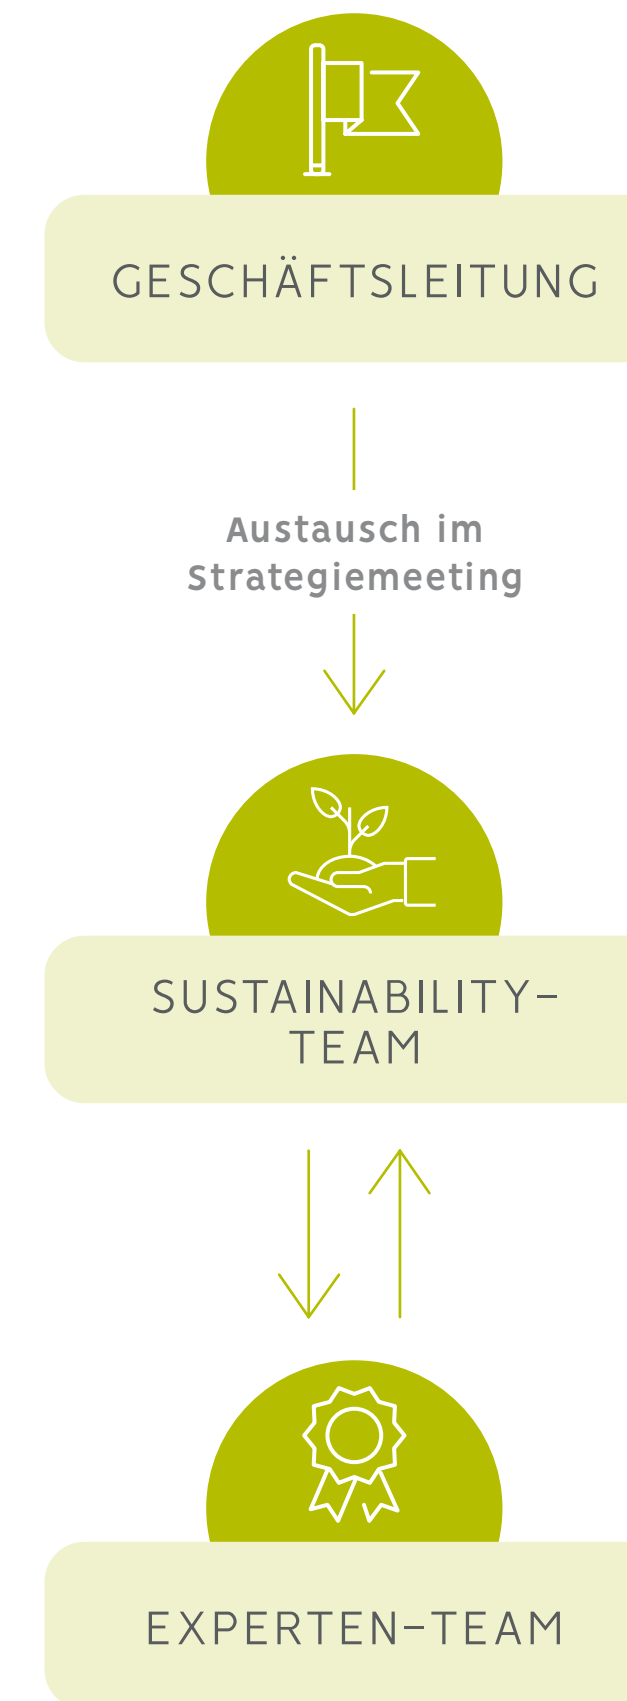 GESCHÄFTSLEITUNG
Austausch im
Strategiemeeting
SUSTAINABILITY-
TEAM
EXPERTEN-TEAM